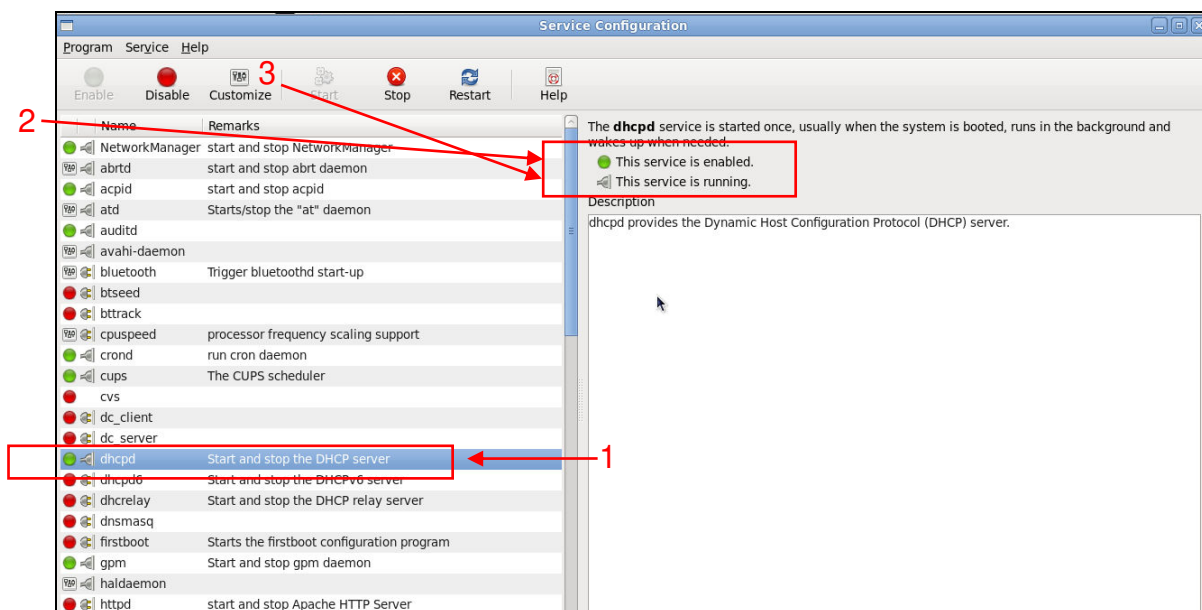 Service Configuration
Program Service Help
Enable Disable Customize Start Stop Restart Help
3
2
Name Remarks
NetworkManager start and stop NetworkManager
abrtd start and stop abrt daemon
acpid start and stop acpid
atd Starts/stop the "at" daemon
auditd
avahi-daemon
bluetooth Trigger bluetoothd start-up
btseed
bttrack
cpuspeed processor frequency scaling support
crond run cron daemon
cups The CUPS scheduler
cvs
dc_client
dc_server
dhcpd Start and stop the DHCP server
1
dhcpd6 Start and stop the DHCPv6 server
dhcrelay Start and stop the DHCP relay server
dnsmasq
firstboot Starts the firstboot configuration program
gpm Start and stop gpm daemon
haldaemon
httpd start and stop Apache HTTP Server
The dhcpd service is started once, usually when the system is booted, runs in the background and
wakes up when needed.
This service is enabled.
This service is running.
Description
dhcpd provides the Dynamic Host Configuration Protocol (DHCP) server.